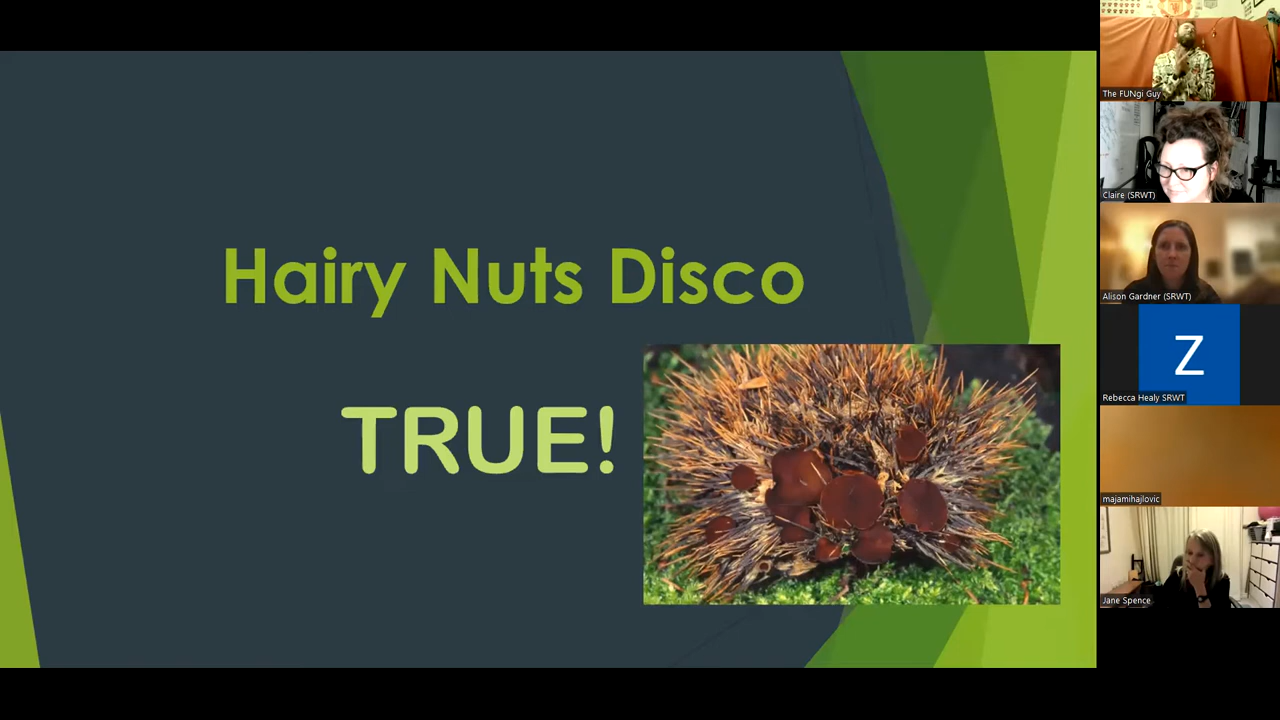 Hairy Nuts Disco
TRUE!
The FUNgi Guy
Claire (SRWT)
Alison Gardner (SRWT)
Z
Rebecca Healy SRWT
majamihajlovic
Jane Spence